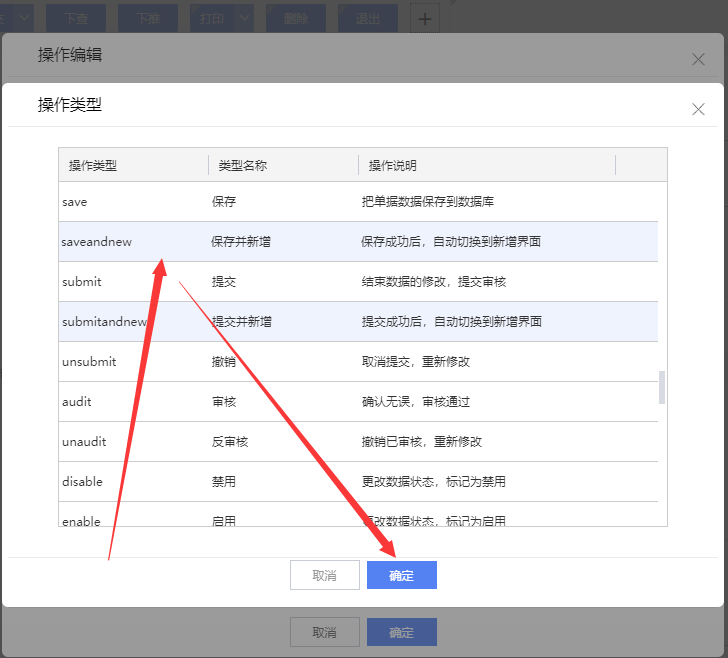 下查 下推 打印 删除 退出
操作编辑
操作类型
操作类型 类型名称 操作说明
save 保存 把单据数据保存到数据库
saveandnew 保存并新增 保存成功后，自动切换到新增界面
submit 提交 结束数据的修改，提交审核
submitandnew 提交并新增 提交成功后，自动切换到新增界面
unsubmit 撤销 取消提交，重新修改
audit 审核 确认无误，审核通过
unaudit 反审核 撤销已审核，重新修改
disable 禁用 更改数据状态，标记为禁用
enable 启用 更改数据状态，标记为启用
取消 确定
取消 确定